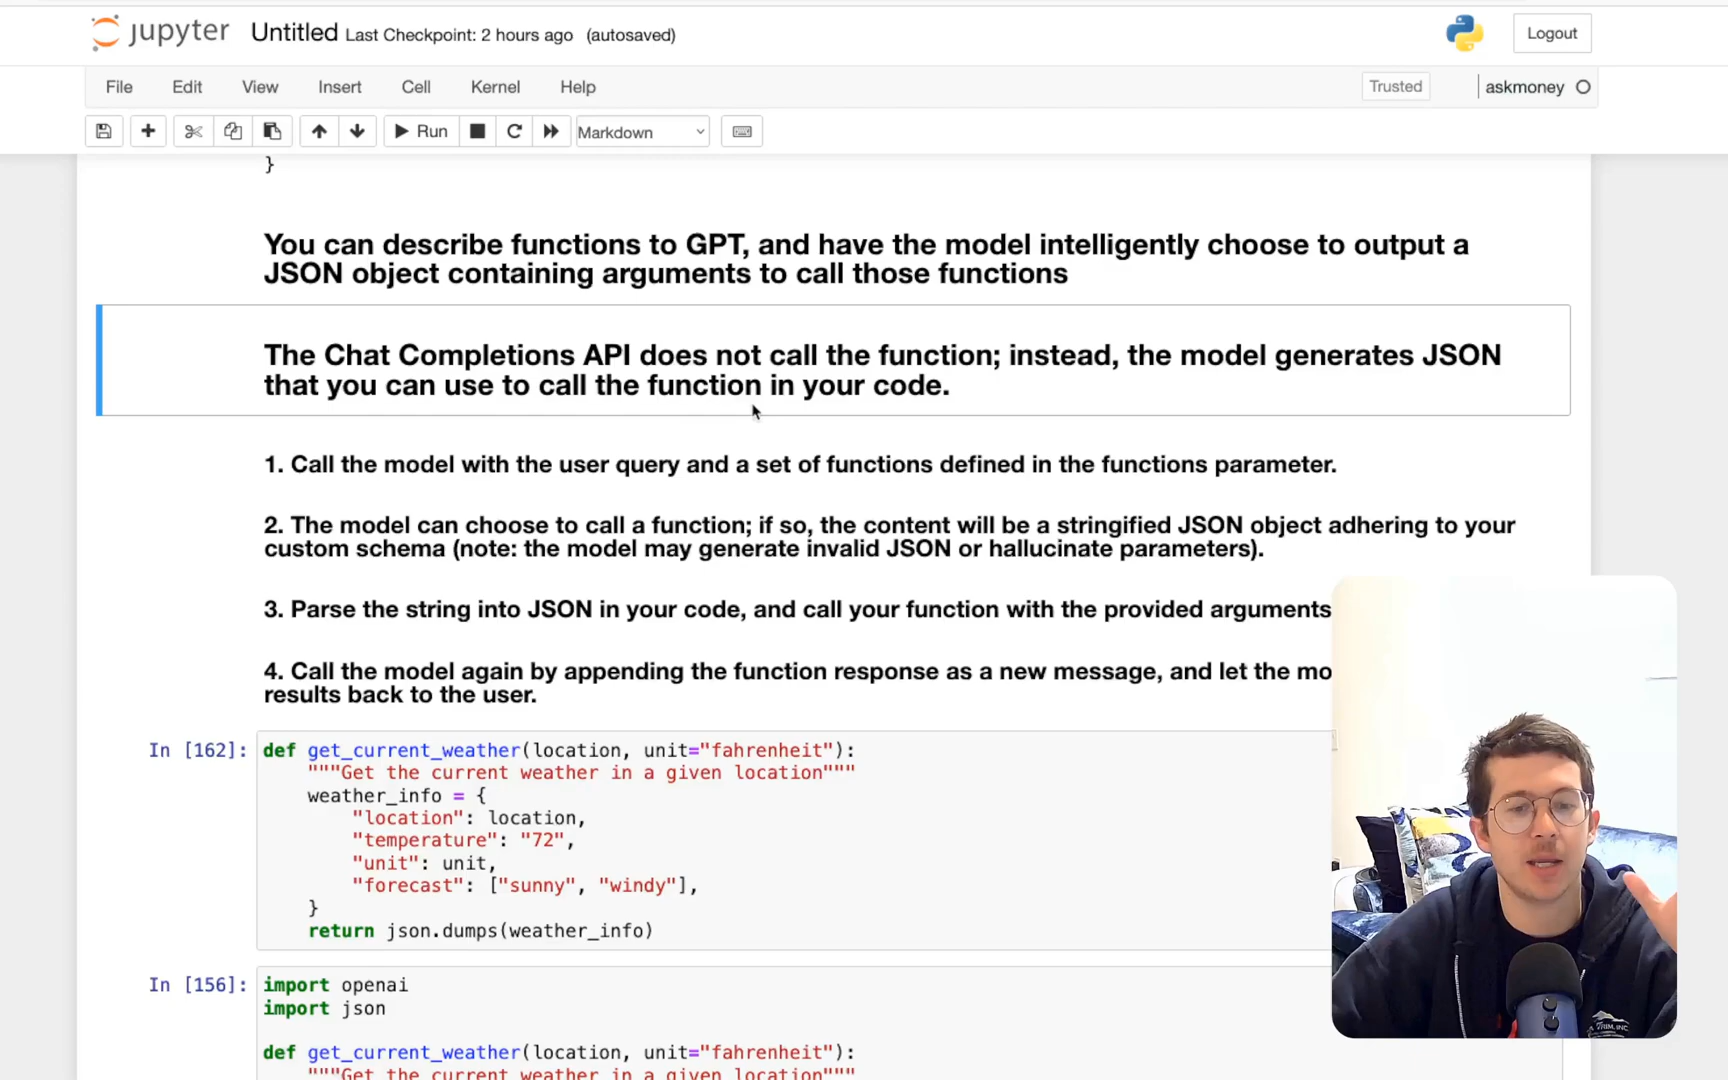 jupyter Untitled Last Checkpoint: 2 hours ago (autosaved)
Logout
File Edit View Insert Cell Kernel Help
Trusted
askmoney
Run
Markdown
}
You can describe functions to GPT, and have the model intelligently choose to output a
JSON object containing arguments to call those functions
The Chat Completions API does not call the function; instead, the model generates JSON
that you can use to call the function in your code.
1. Call the model with the user query and a set of functions defined in the functions parameter.
2. The model can choose to call a function; if so, the content will be a stringified JSON object adhering to your
custom schema (note: the model may generate invalid JSON or hallucinate parameters).
3. Parse the string into JSON in your code, and call your function with the provided arguments
4. Call the model again by appending the function response as a new message, and let the mo
results back to the user.
In [162]: def get_current_weather(location, unit="fahrenheit"):
"""Get the current weather in a given location"""
weather_info = {
"location": location,
"temperature": "72",
"unit": unit,
"forecast": ["sunny", "windy"],
}
return json.dumps(weather_info)
In [156]: import openai
import json
def get_current_weather(location, unit="fahrenheit"):
"""Get the current weather in a given location"""